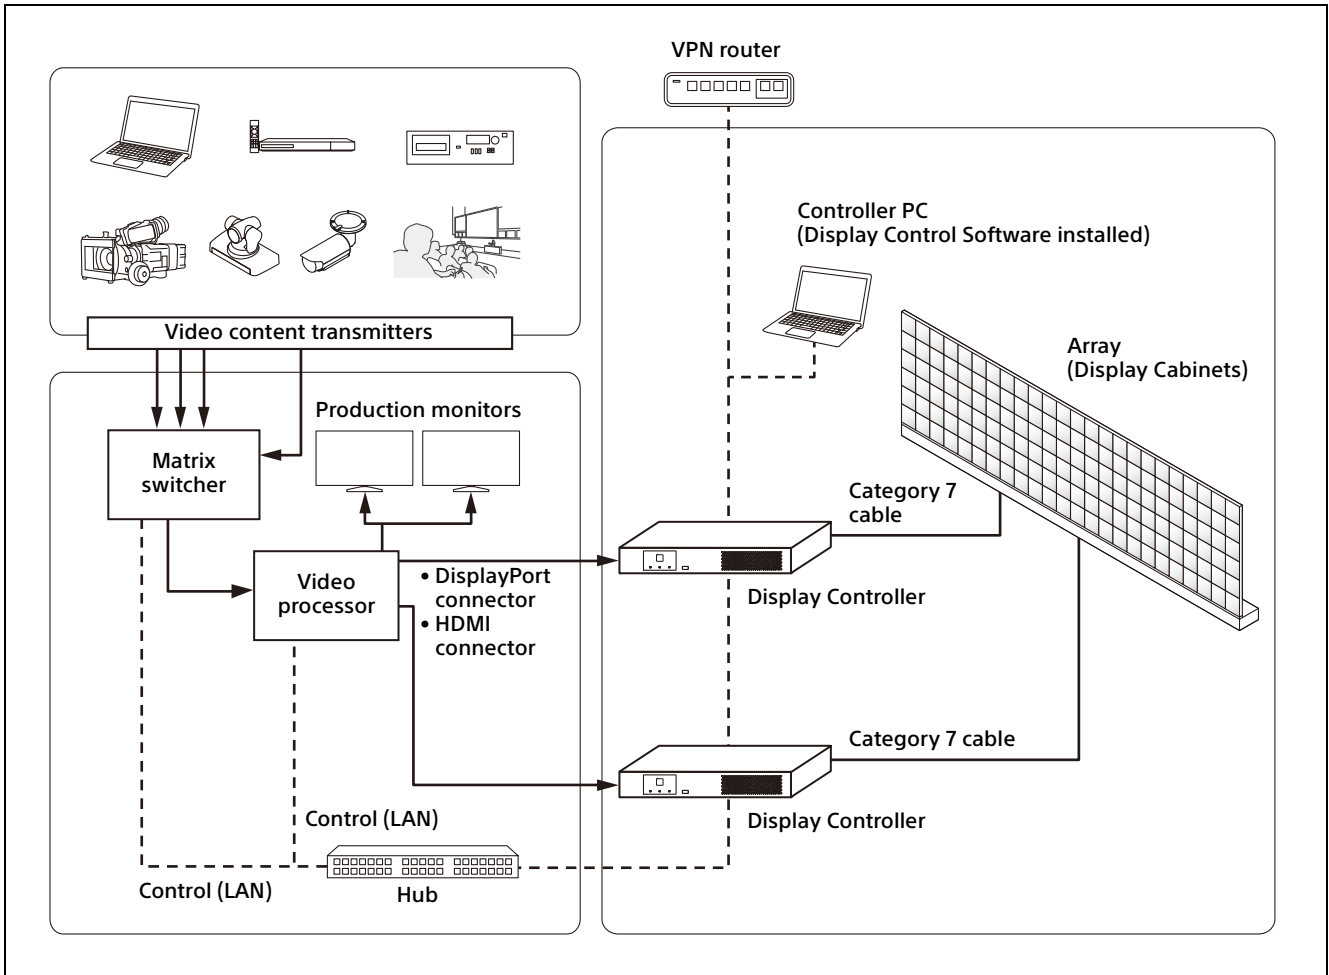 VPN router
Controller PC
(Display Control Software installed)
Video content transmitters
Array
(Display Cabinets)
Production monitors
Matrix
switcher
Category 7
cable
Video
processor
• DisplayPort
connector
• HDMI
connector
Display Controller
Category 7 cable
Control (LAN)
Display Controller
Control (LAN)
Hub